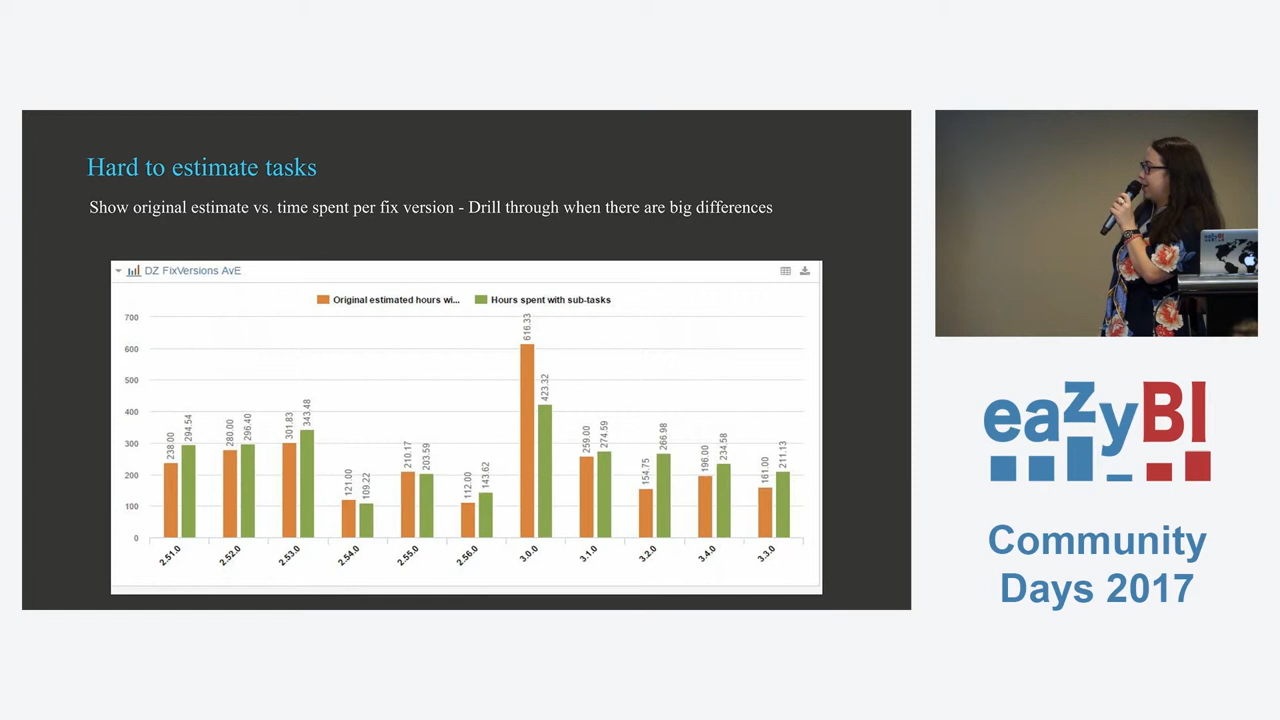 Hard to estimate tasks
Show original estimate vs. time spent per fix version - Drill through when there are big differences
DZ FixVersions AvE
Original estimated hours wi... Hours spent with sub-tasks
700
600
500
400
300
200
100
0
238.00 294.54 280.00 296.40 301.83 343.48 121.00 109.22 210.17 203.59 112.00 143.62 616.33 423.32 259.00 274.59 154.75 266.98 196.00 234.58 161.00 211.13
2.51.0 2.52.0 2.53.0 2.54.0 2.55.0 2.56.0 3.0.0 3.1.0 3.2.0 3.4.0 3.3.0
eazyBI
eazyBI
Community
Days 2017